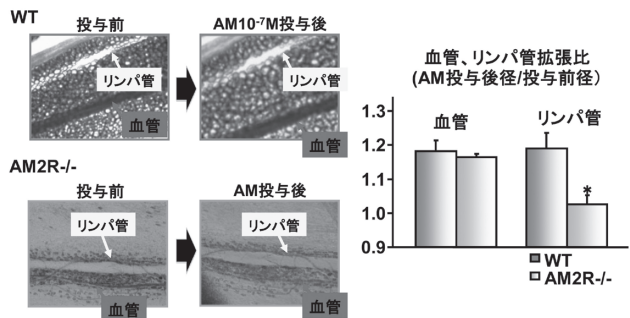 WT
投与前
AM10⁻⁷M投与後
リンパ管
リンパ管
血管
血管
AM2R-/-
投与前
AM投与後
リンパ管
リンパ管
血管
血管
血管、リンパ管拡張比
(AM投与後径/投与前径)
1.3
1.2
1.1
1.0
0.9
血管
リンパ管
*
WT
AM2R-/-